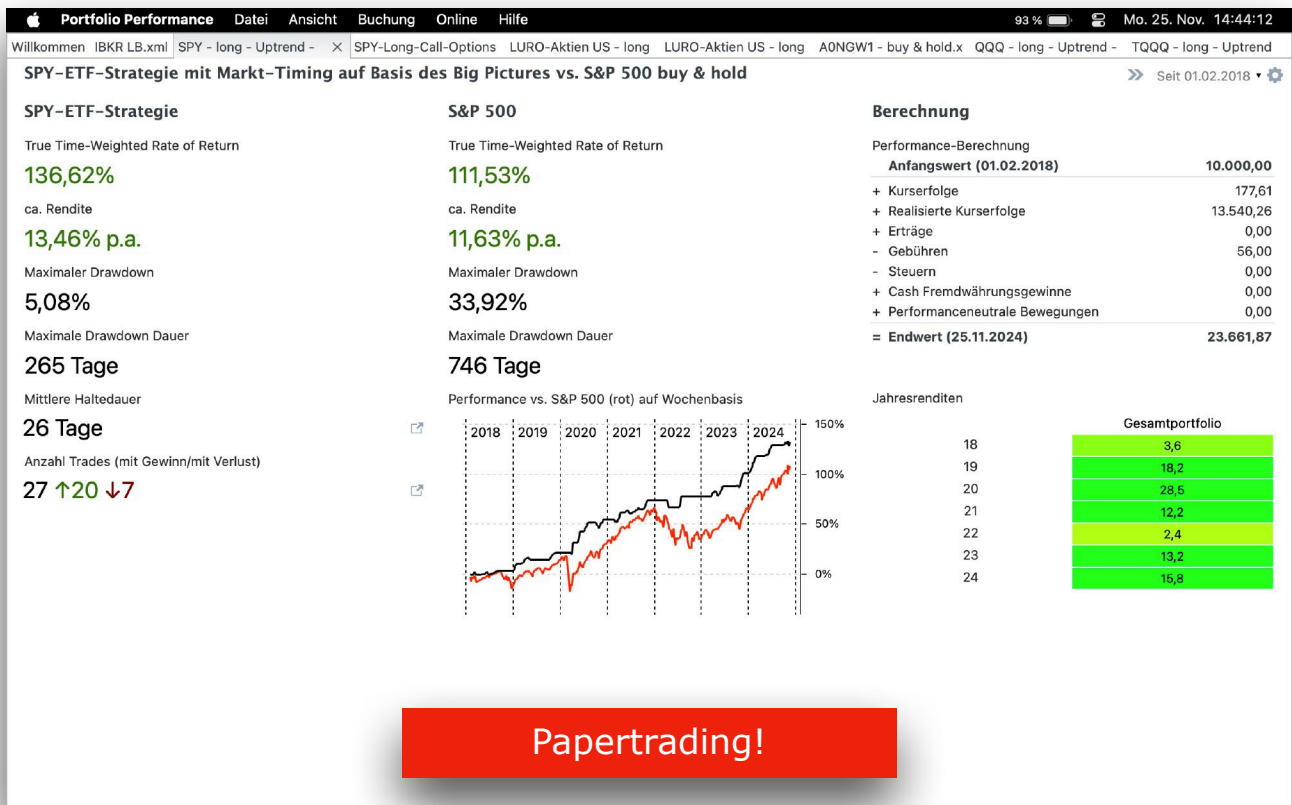 Portfolio Performance Datei Ansicht Buchung Online Hilfe 93 % Mo. 25. Nov. 14:44:12
Willkommen IBKR LB.xml SPY - long - Uptrend - SPY-Long-Call-Options LURO-Aktien US - long LURO-Aktien US - long A0NGW1 - buy & hold.x QQQ - long - Uptrend - TQQQ - long - Uptrend
SPY-ETF-Strategie mit Markt-Timing auf Basis des Big Pictures vs. S&P 500 buy & hold
Seit 01.02.2018
SPY-ETF-Strategie
True Time-Weighted Rate of Return
136,62%
ca. Rendite
13,46% p.a.
Maximaler Drawdown
5,08%
Maximale Drawdown Dauer
265 Tage
Mittlere Haltedauer
26 Tage
Anzahl Trades (mit Gewinn/mit Verlust)
27 ↑20 ↓7
S&P 500
True Time-Weighted Rate of Return
111,53%
ca. Rendite
11,63% p.a.
Maximaler Drawdown
33,92%
Maximale Drawdown Dauer
746 Tage
Performance vs. S&P 500 (rot) auf Wochenbasis
2018 2019 2020 2021 2022 2023 2024
150%
100%
50%
0%
Berechnung
Performance-Berechnung
Anfangswert (01.02.2018) 10.000,00
+ Kurserfolge 177,61
+ Realisierte Kurserfolge 13.540,26
+ Erträge 0,00
- Gebühren 56,00
- Steuern 0,00
+ Cash Fremdwährungsgewinne 0,00
+ Performanceneutrale Bewegungen 0,00
= Endwert (25.11.2024) 23.661,87
Jahresrenditen
Gesamtportfolio
18 3,6
19 18,2
20 28,5
21 12,2
22 2,4
23 13,2
24 15,8
Papertrading!